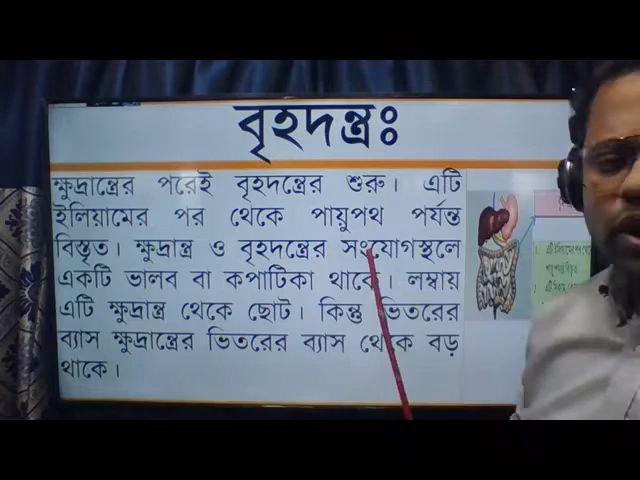 বৃহদন্ত্রঃ
ক্ষুদ্রান্ত্রের পরেই বৃহদন্ত্রের শুরু। এটি
ইলিয়ামের পর থেকে পায়ুপথ পর্যন্ত
বিস্তৃত। ক্ষুদ্রান্ত্র ও বৃহদন্ত্রের সংযোগস্থলে
একটি ভালব বা কপাটিকা থাকে। লম্বায়
এটি ক্ষুদ্রান্ত্র থেকে ছোট। কিন্তু ভিতরের
ব্যাস ক্ষুদ্রান্ত্রের ভিতরের ব্যাস থেকে বড়
থাকে।